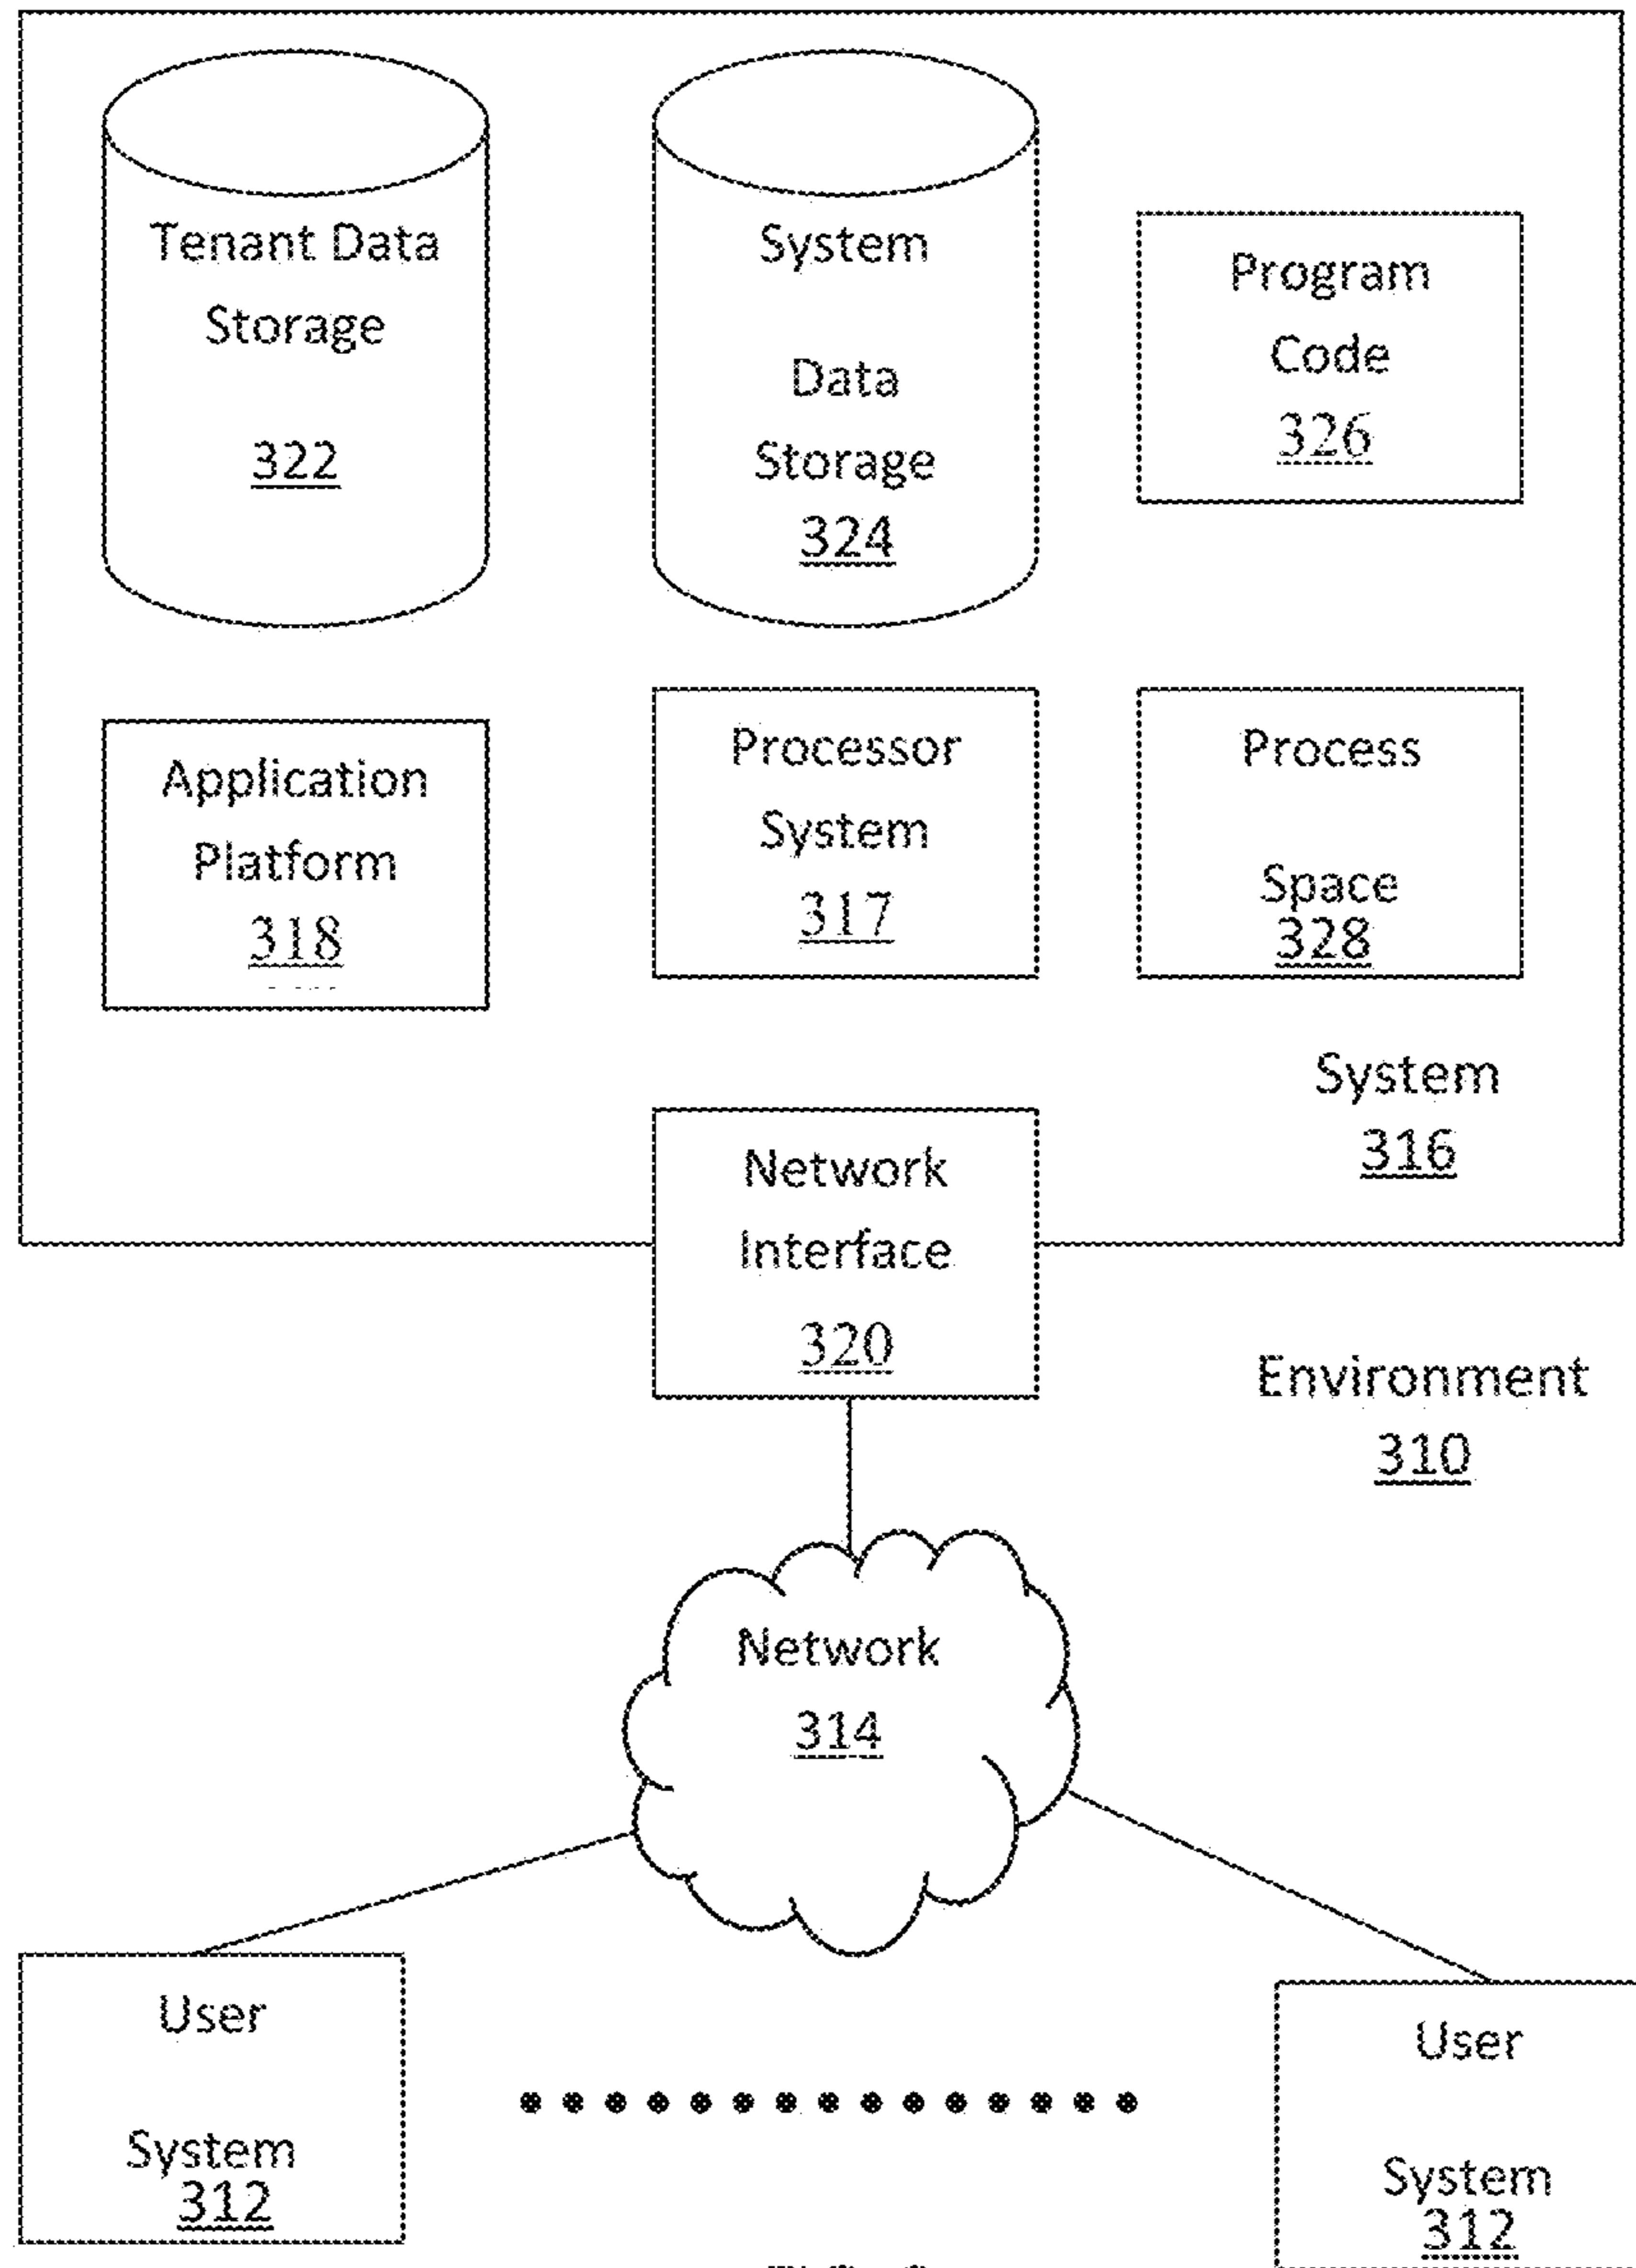 Tenant Data
Storage
322
System
Data
Storage
324
Program
Code
326
Application
Platform
318
Processor
System
317
Process
Space
328
System
316
Network
Interface
320
Environment
310
Network
314
User
System
312
User
System
312